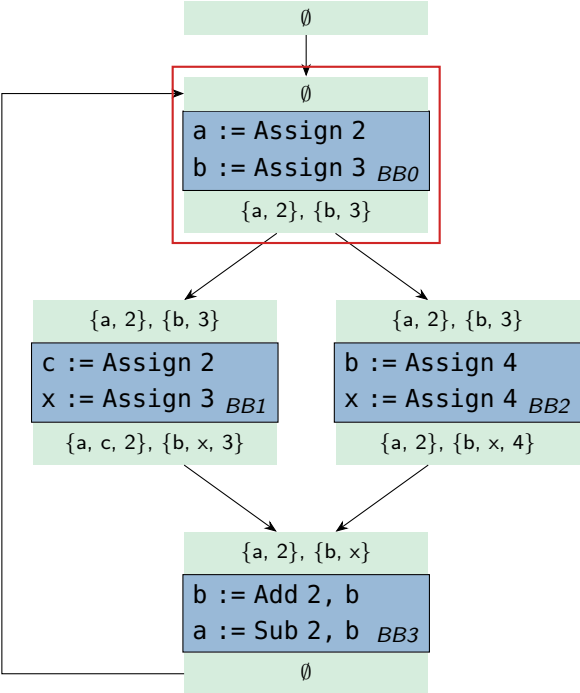 ∅
∅
a := Assign 2
b := Assign 3 BB0
{a, 2}, {b, 3}
{a, 2}, {b, 3}
c := Assign 2
x := Assign 3 BB1
{a, c, 2}, {b, x, 3}
{a, 2}, {b, 3}
b := Assign 4
x := Assign 4 BB2
{a, 2}, {b, x, 4}
{a, 2}, {b, x}
b := Add 2, b
a := Sub 2, b BB3
∅